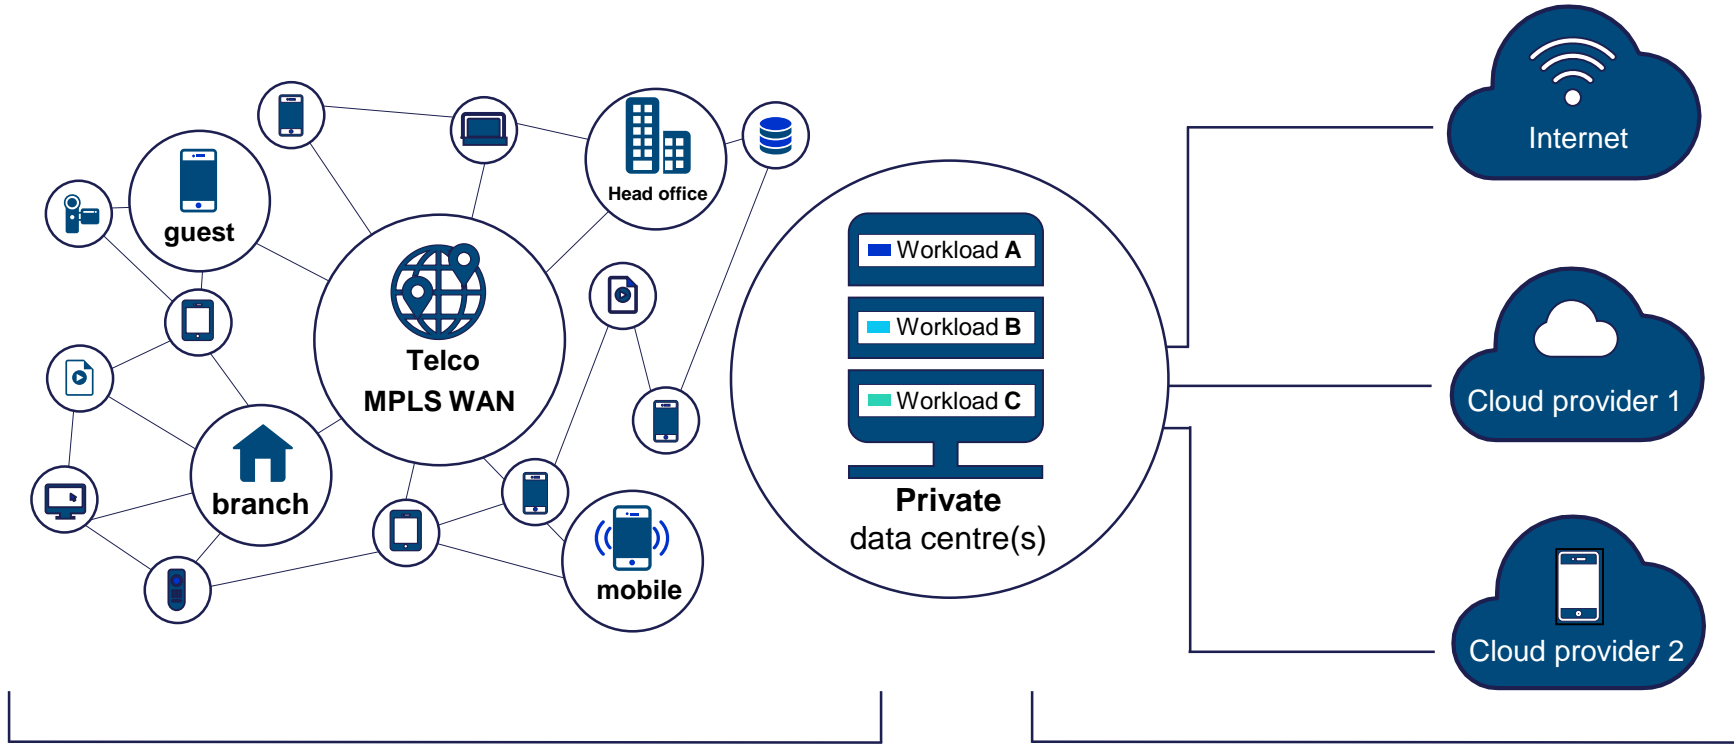 guest
Head office
Telco
MPLS WAN
branch
mobile
Workload A
Workload B
Workload C
Private
data centre(s)
Internet
Cloud provider 1
Cloud provider 2